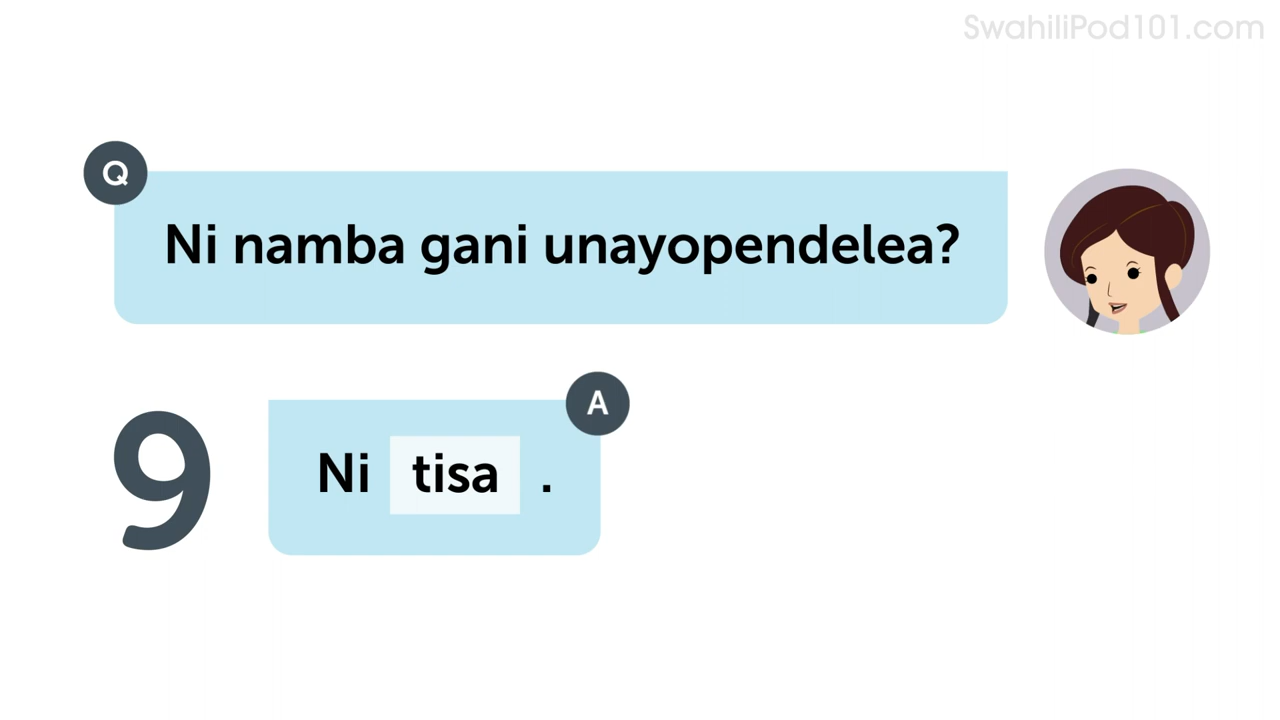 SwahiliPod101.com
Q
Ni namba gani unayopendelea?
A
9
Ni tisa .